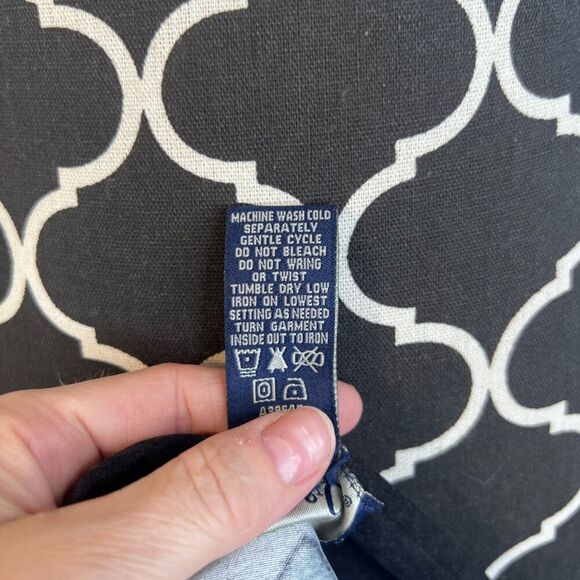 MACHINE WASH COLD
SEPARATELY
GENTLE CYCLE
DO NOT BLEACH
DO NOT WRING
OR TWIST
TUMBLE DRY LOW
IRON ON LOWEST
SETTING AS NEEDED
TURN GARMENT
INSIDE OUT TO IRON